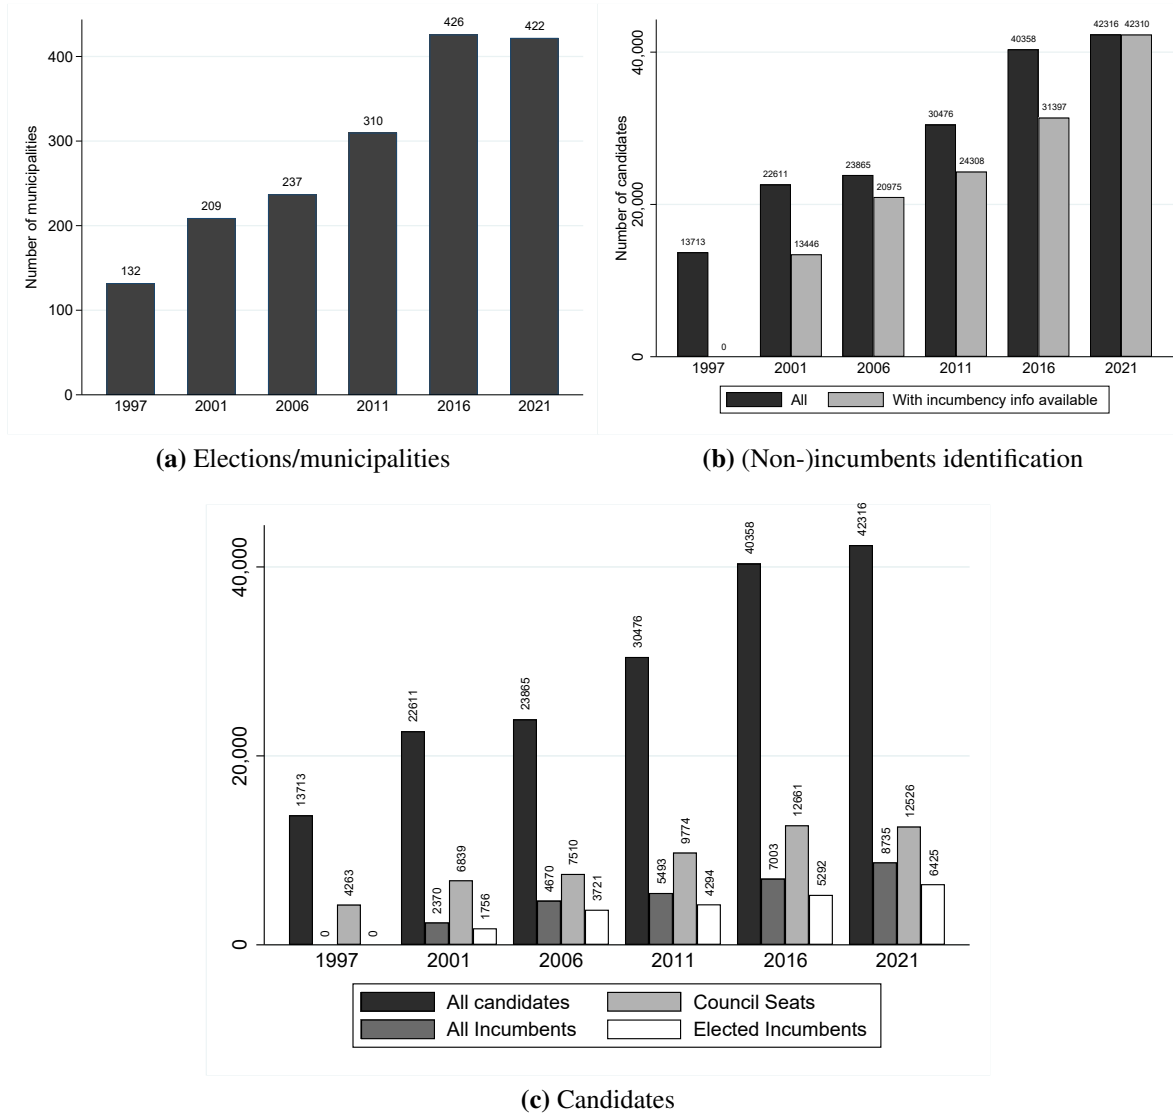 Number of municipalities
400
300
200
100
0
132
209
237
310
426
422
1997 2001 2006 2011 2016 2021
(a) Elections/municipalities
Number of candidates
40,000
20,000
0
13713 0
22611 13446
23865 20975
30476 24308
40358 31397
42316 42310
1997 2001 2006 2011 2016 2021
All With incumbency info available
(b) (Non-)incumbents identification
40,000
20,000
0
13713 0 4263 0
22611 2370 6839 1756
23865 4670 7510 3721
30476 5493 9774 4294
40358 7003 12661 5292
42316 8735 12526 6425
1997 2001 2006 2011 2016 2021
All candidates Council Seats
All Incumbents Elected Incumbents
(c) Candidates